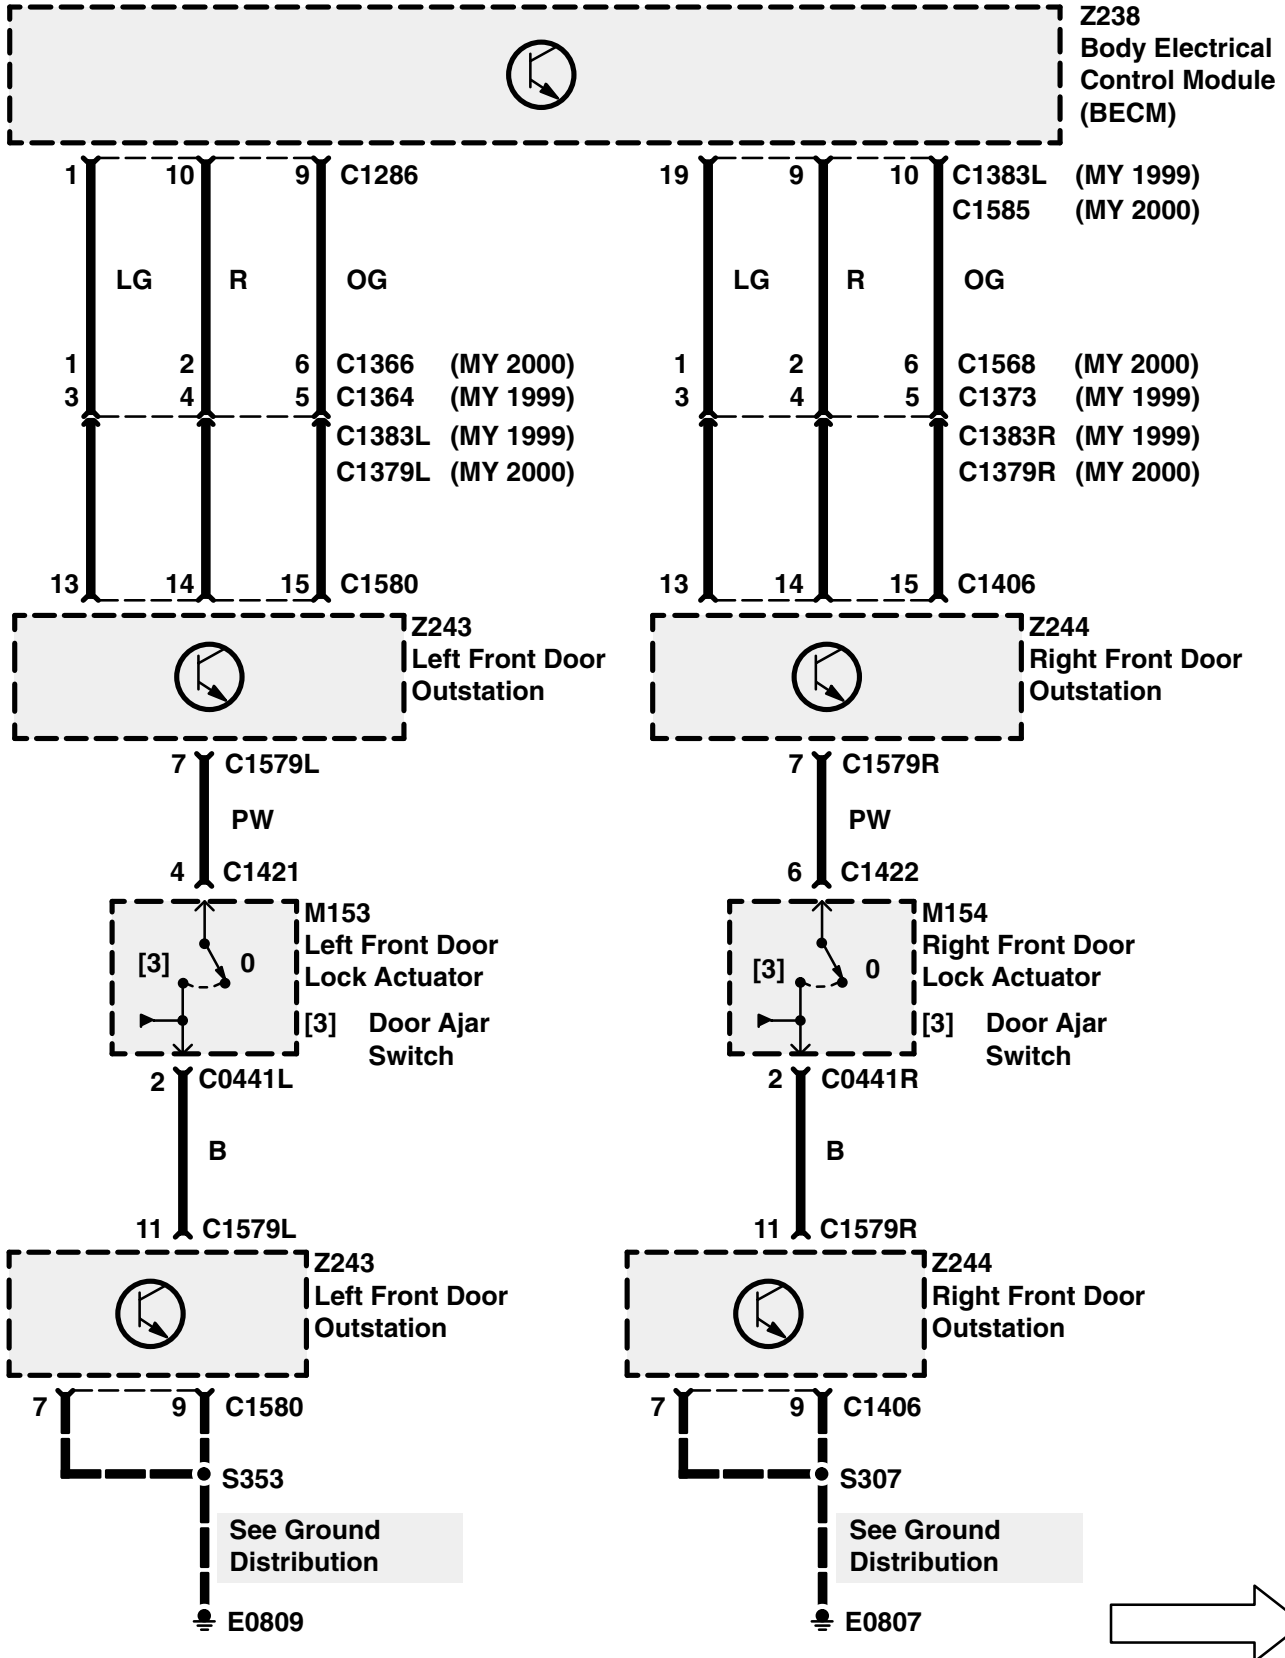 Z238
Body Electrical
Control Module
(BECM)
1 10 9 C1286 19 9 10 C1383L (MY 1999)
C1585 (MY 2000)
LG R OG LG R OG
1 2 6 C1366 (MY 2000) 1 2 6 C1568 (MY 2000)
3 4 5 C1364 (MY 1999) 3 4 5 C1373 (MY 1999)
C1383L (MY 1999) C1383R (MY 1999)
C1379L (MY 2000) C1379R (MY 2000)
13 14 15 C1580 13 14 15 C1406
Z243 Z244
Left Front Door Right Front Door
Outstation Outstation
7 C1579L 7 C1579R
PW PW
4 C1421 6 C1422
M153 M154
Left Front Door Right Front Door
[3] 0 Lock Actuator [3] 0 Lock Actuator
[3] Door Ajar [3] Door Ajar
Switch Switch
2 C0441L 2 C0441R
B B
11 C1579L 11 C1579R
Z243 Z244
Left Front Door Right Front Door
Outstation Outstation
7 9 C1580 7 9 C1406
S353 S307
See Ground See Ground
Distribution Distribution
E0809 E0807